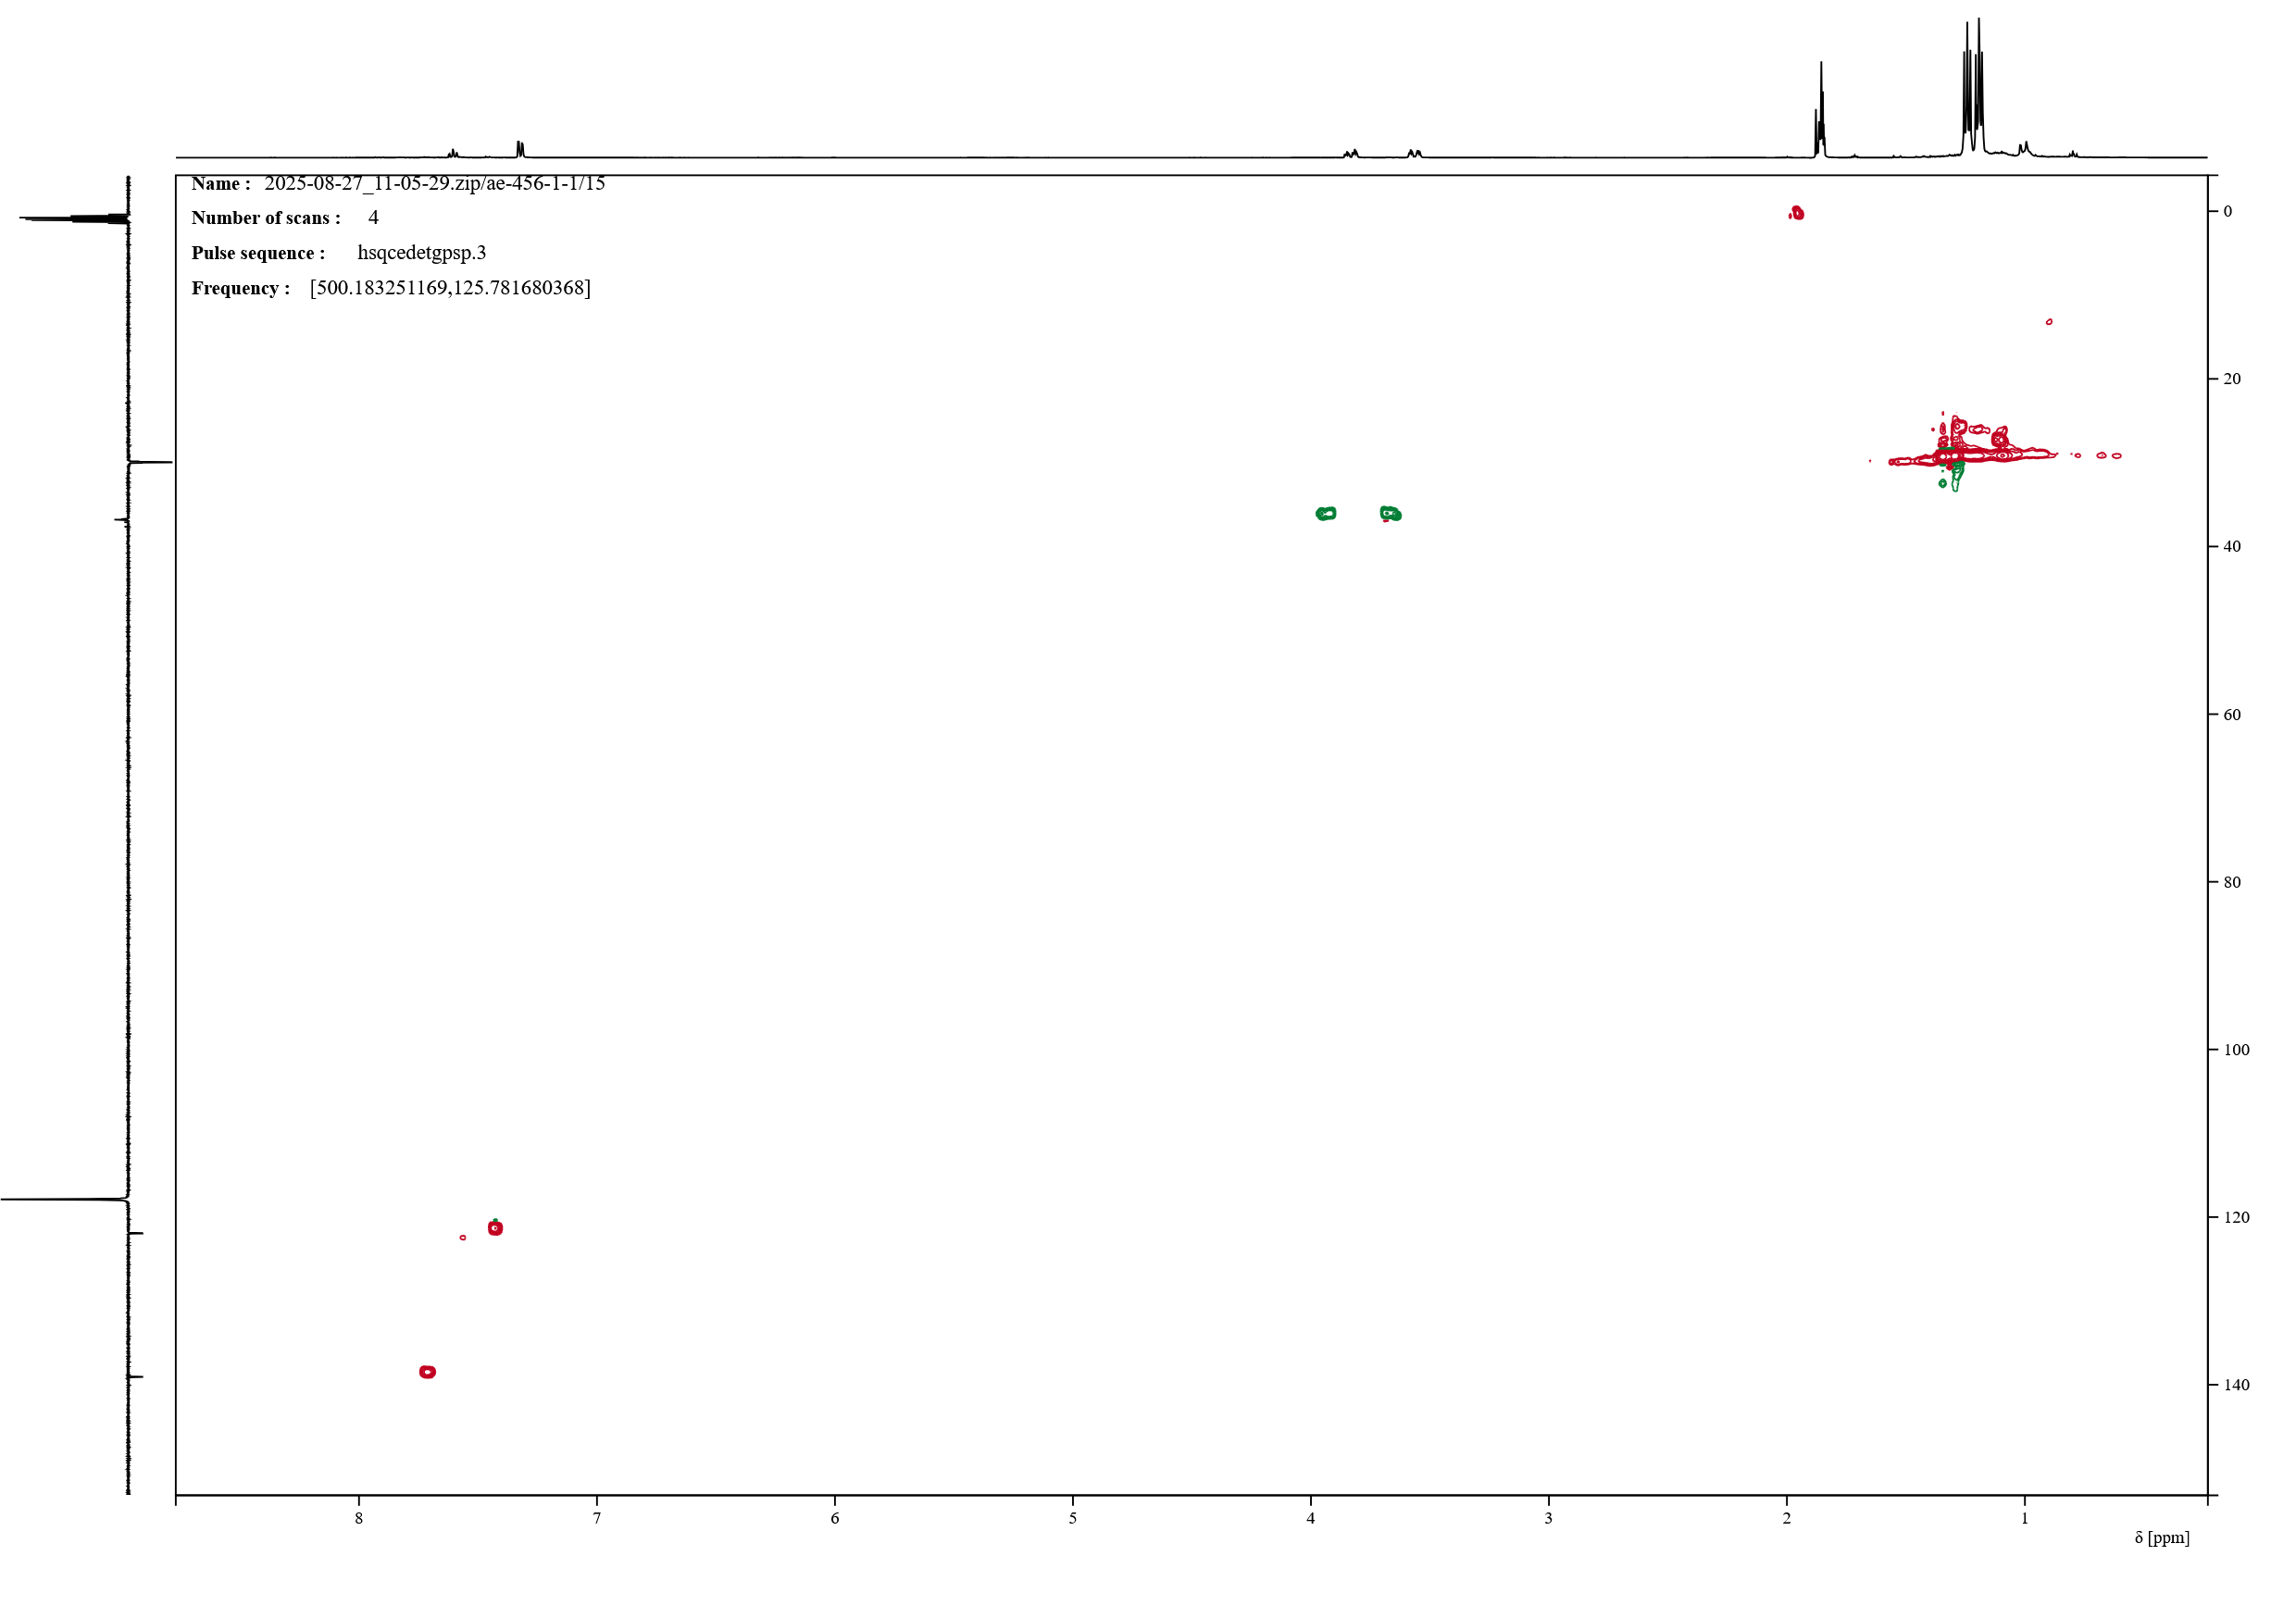 Name : 2025-08-27_11-05-29.zip/ae-456-1-1/15
Number of scans : 4
Pulse sequence : hsqcedetgpsp.3
Frequency : [500.183251169,125.781680368]
0
20
40
60
80
100
120
140
8 7 6 5 4 3 2 1
δ [ppm]